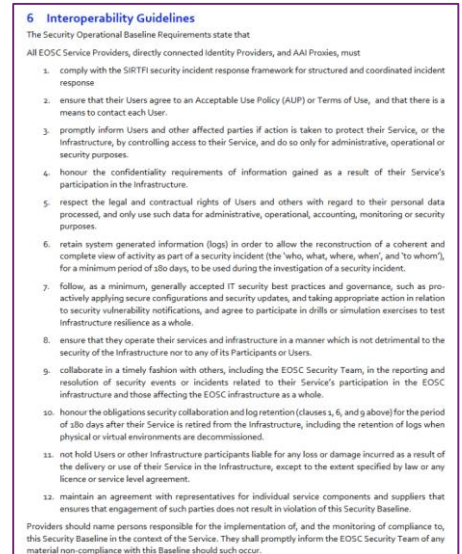 6 Interoperability Guidelines
The Security Operational Baseline Requirements state that
All EOSC Service Providers, directly connected Identity Providers, and AAI Proxies, must
1. comply with the SIRTFI security incident response framework for structured and coordinated incident
response
2. ensure that their Users agree to an Acceptable Use Policy (AUP) or Terms of Use, and that there is a
means to contact each User.
3. promptly inform Users and other affected parties if action is taken to protect their Service, or the
Infrastructure, by controlling access to their Service, and do so only for administrative, operational or
security purposes.
4. honour the confidentiality requirements of information gained as a result of their Service's
participation in the Infrastructure.
5. respect the legal and contractual rights of Users and others with regard to their personal data
processed, and only use such data for administrative, operational, accounting, monitoring or security
purposes.
6. retain system generated information (logs) in order to allow the reconstruction of a coherent and
complete view of activity as part of a security incident (the 'who, what, where, when', and 'to whom'),
for a minimum period of 180 days, to be used during the investigation of a security incident.
7. follow, as a minimum, generally accepted IT security best practices and governance, such as pro-
actively applying secure configurations and security updates, and taking appropriate action in relation
to security vulnerability notifications, and agree to participate in drills or simulation exercises to test
Infrastructure resilience as a whole.
8. ensure that they operate their services and infrastructure in a manner which is not detrimental to the
security of the Infrastructure nor to any of its Participants or Users.
9. collaborate in a timely fashion with others, including the EOSC Security Team, in the reporting and
resolution of security events or incidents related to their Service's participation in the EOSC
infrastructure and those affecting the EOSC infrastructure as a whole.
10. honour the obligations security collaboration and log retention (clauses 1, 6, and 9 above) for the period
of 180 days after their Service is retired from the Infrastructure, including the retention of logs when
physical or virtual environments are decommissioned.
11. not hold Users or other Infrastructure participants liable for any loss or damage incurred as a result of
the delivery or use of their Service in the Infrastructure, except to the extent specified by law or any
licence or service level agreement.
12. maintain an agreement with representatives for individual service components and suppliers that
ensures that engagement of such parties does not result in violation of this Security Baseline.
Providers should name persons responsible for the implementation of, and the monitoring of compliance to,
this Security Baseline in the context of the Service. They shall promptly inform the EOSC Security Team of any
material non-compliance with this Baseline should such occur.